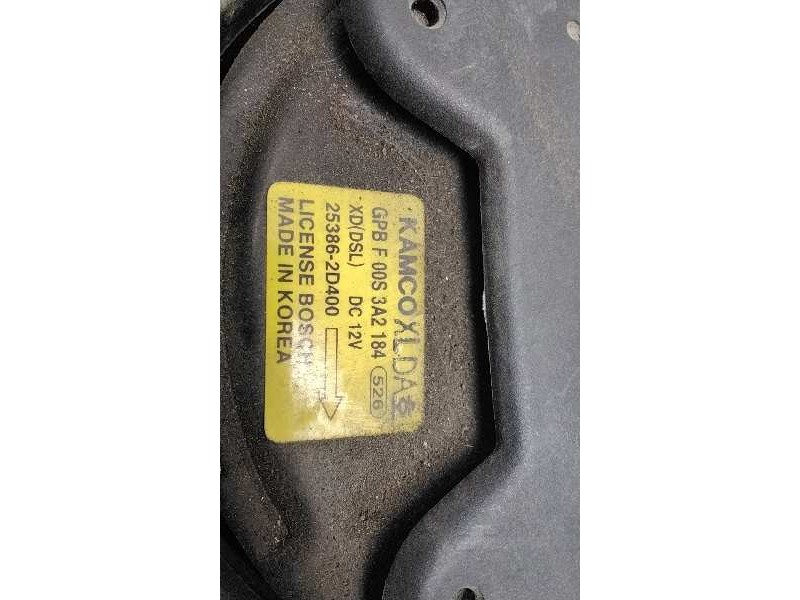 KAMCO XLDA
GPB F 00S 3A2 184 526
XD(DSL) DC 12V
25386-2D400
LICENSE BOSCH
MADE IN KOREA